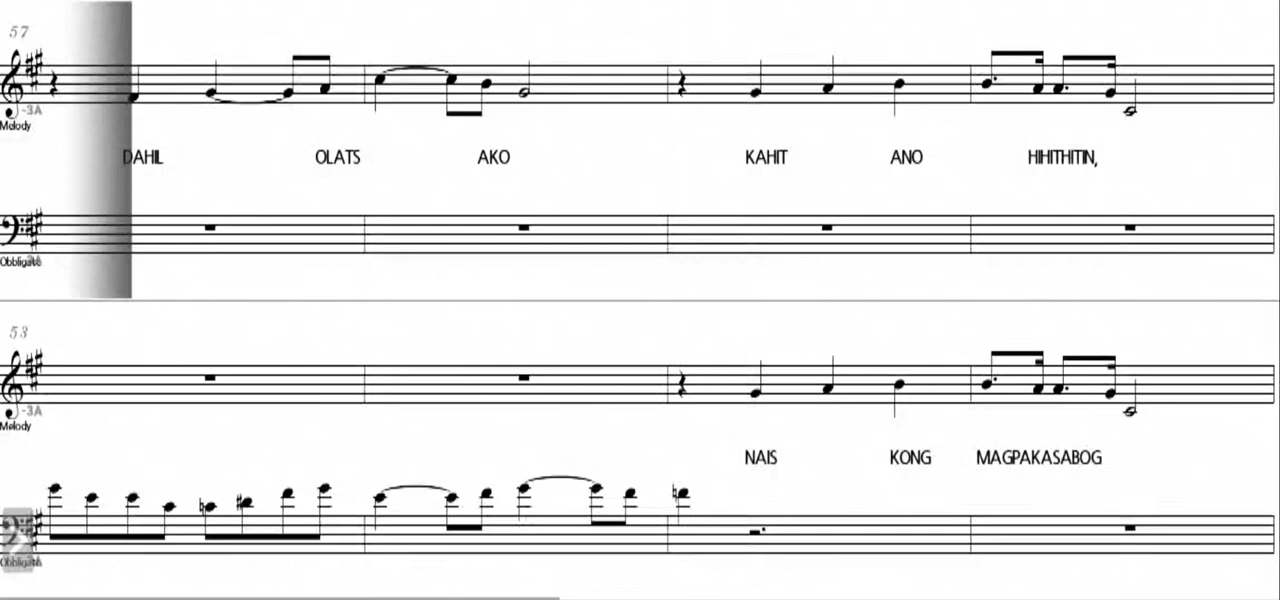 57
-3A
Melody
DAHIL OLATS AKO KAHIT ANO HIHITHITIN,
Obbligato
53
-3A
Melody
NAIS KONG MAGPAKASABOG
Obbligato